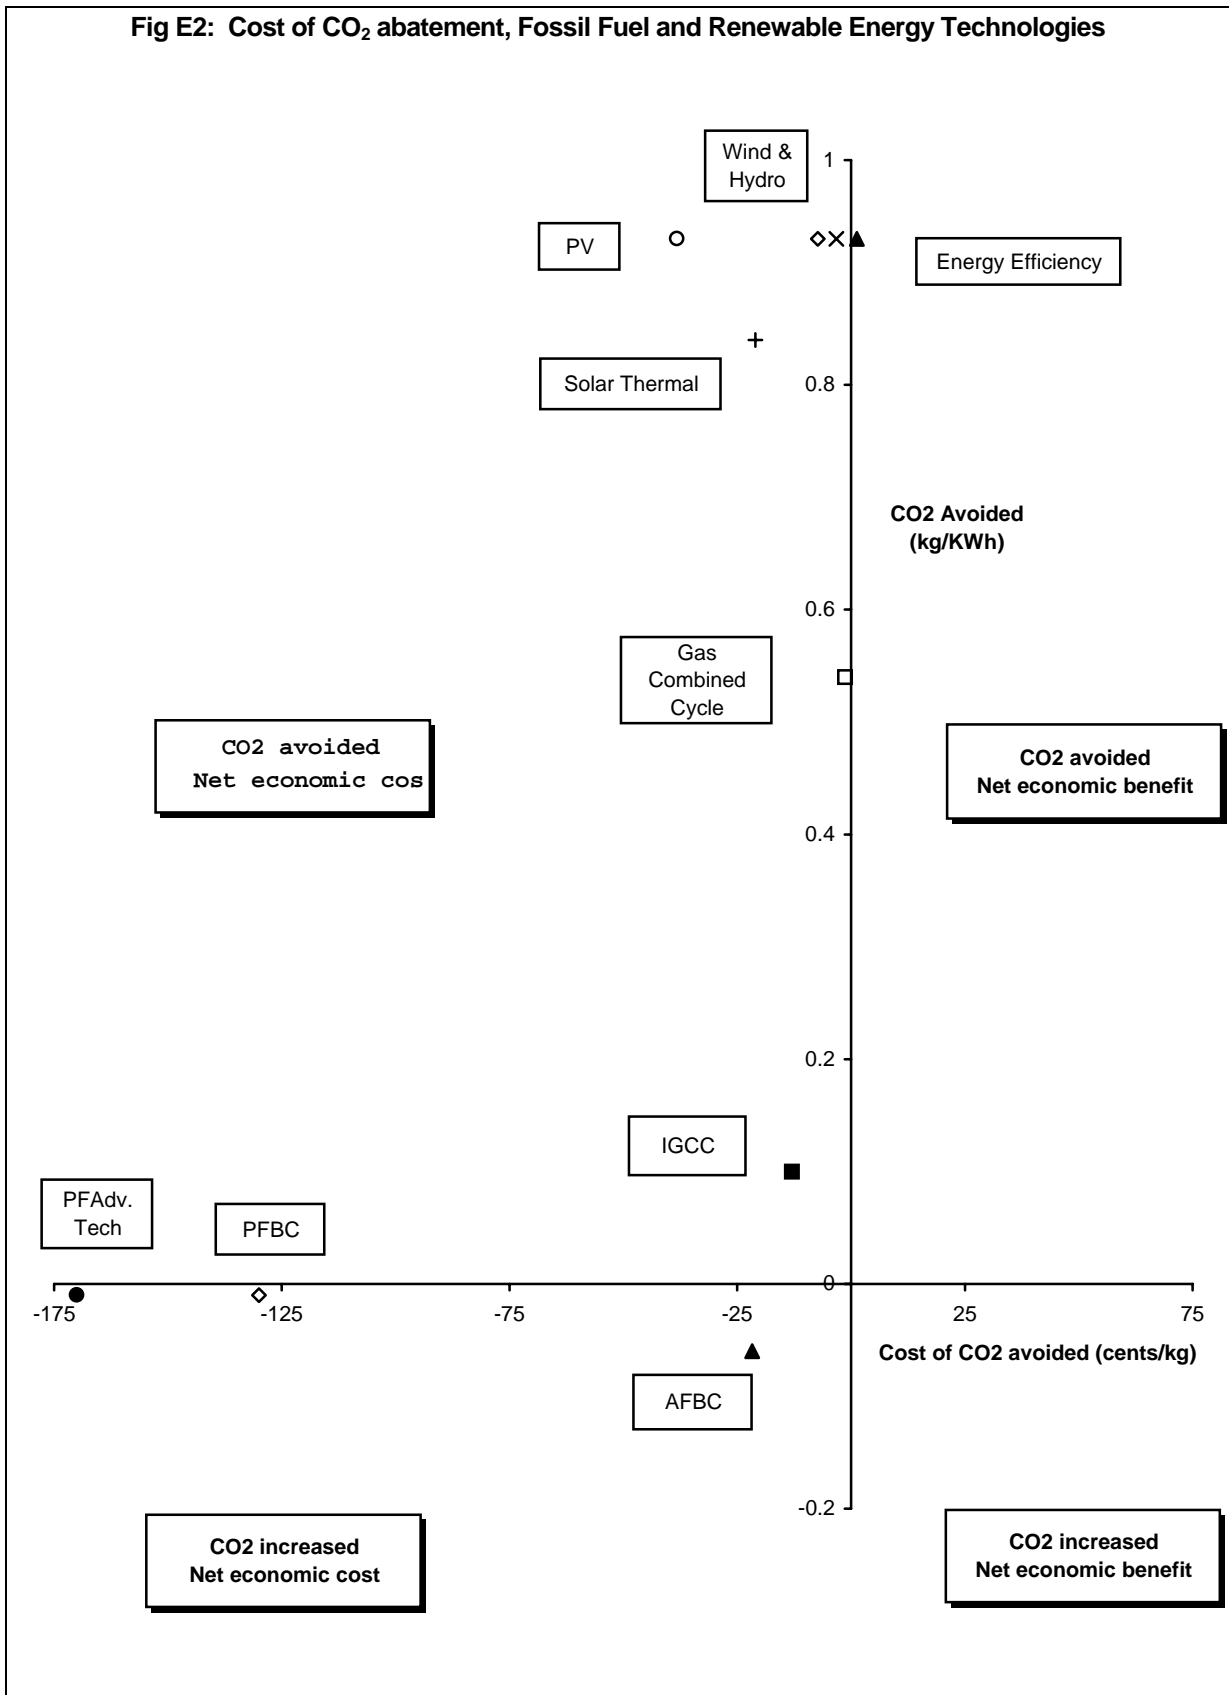 Fig E2: Cost of CO₂ abatement, Fossil Fuel and Renewable Energy Technologies
Wind &
Hydro
1
PV
Energy Efficiency
Solar Thermal
0.8
CO2 Avoided
(kg/KWh)
0.6
Gas
Combined
Cycle
CO2 avoided
Net economic cos
CO2 avoided
Net economic benefit
0.4
0.2
IGCC
PFAdv.
Tech
PFBC
0
-175
-125
-75
-25
25
75
Cost of CO2 avoided (cents/kg)
AFBC
-0.2
CO2 increased
Net economic cost
CO2 increased
Net economic benefit